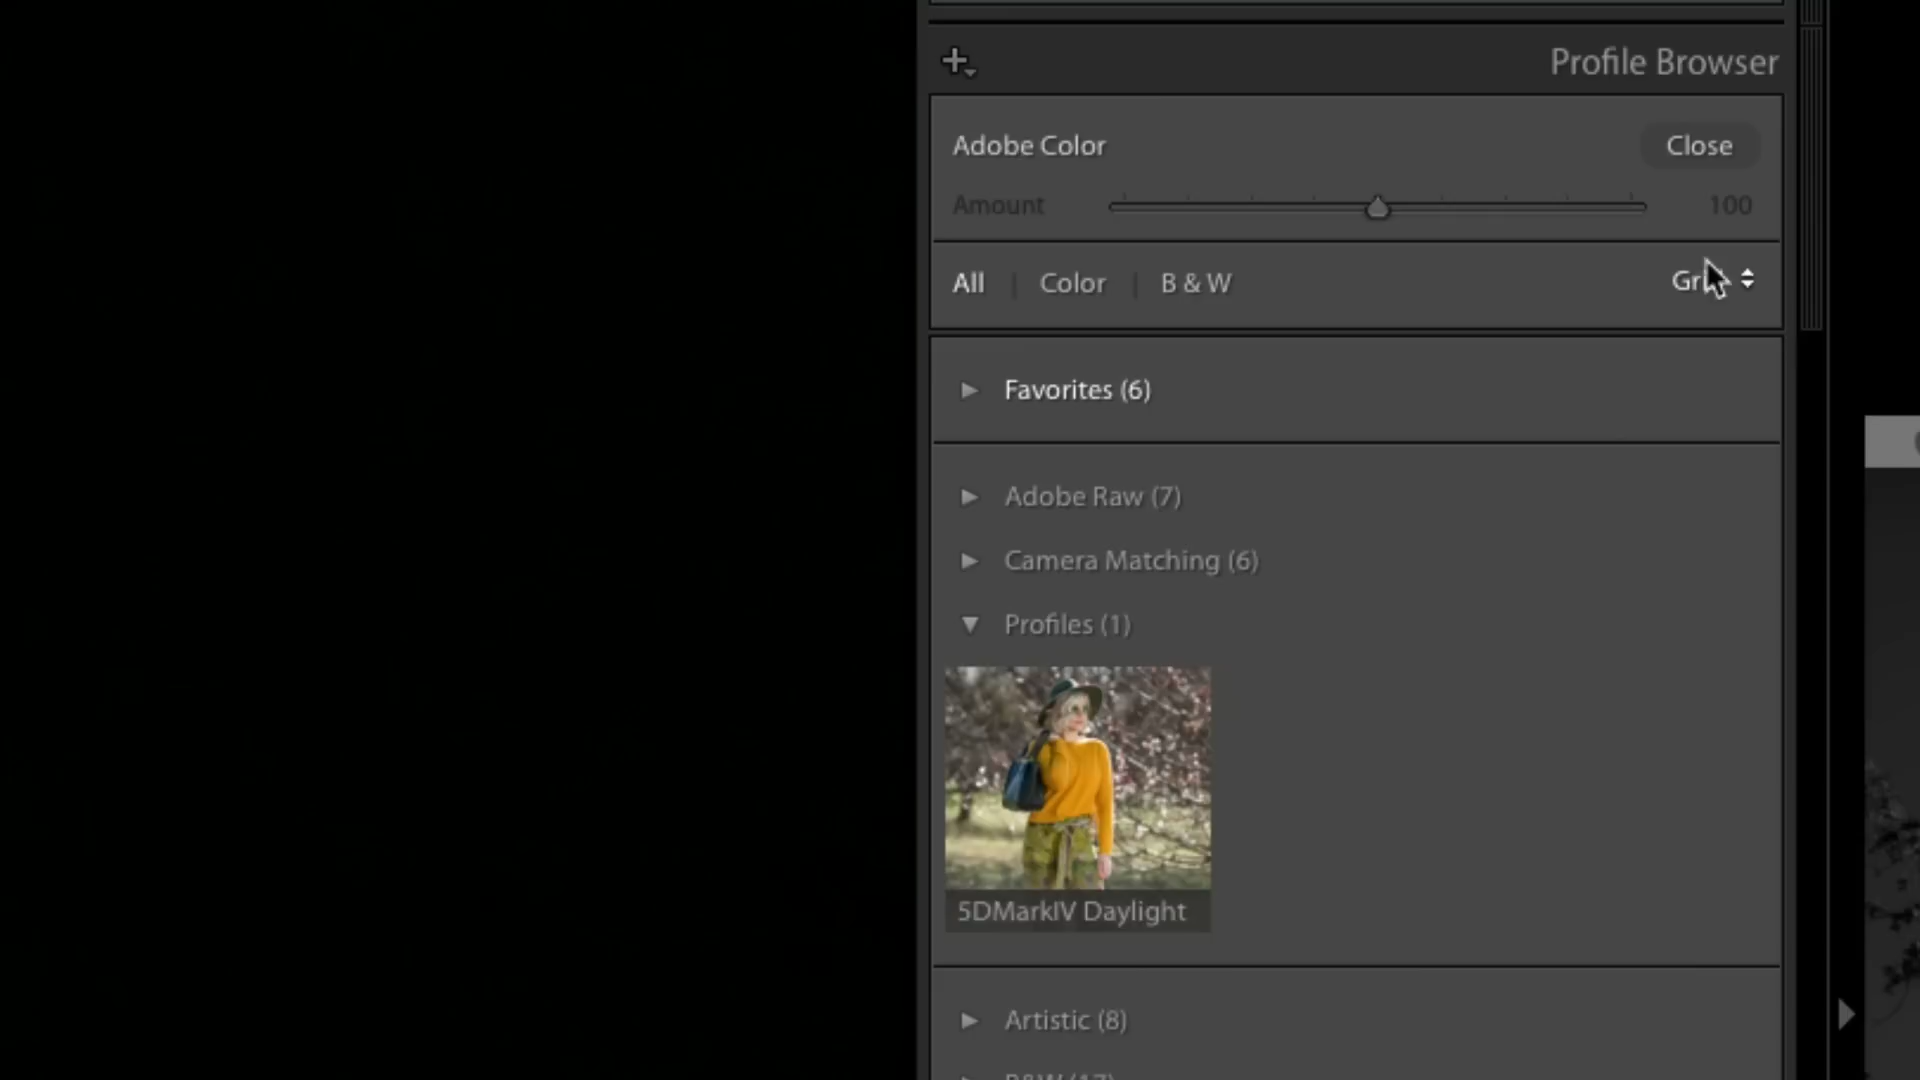 Profile Browser
Adobe Color
Close
Amount
100
All | Color | B & W
Favorites (6)
Adobe Raw (7)
Camera Matching (6)
Profiles (1)
5DMarkIV Daylight
Artistic (8)